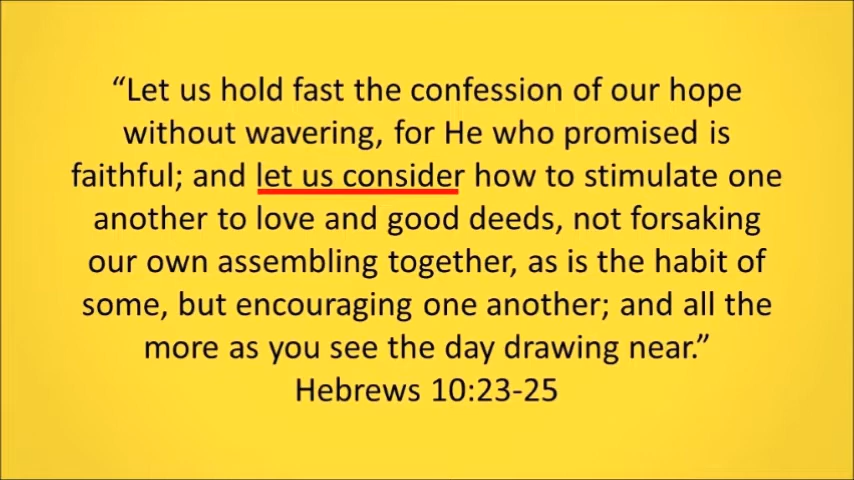 “Let us hold fast the confession of our hope
without wavering, for He who promised is
faithful; and let us consider how to stimulate one
another to love and good deeds, not forsaking
our own assembling together, as is the habit of
some, but encouraging one another; and all the
more as you see the day drawing near.”
Hebrews 10:23-25